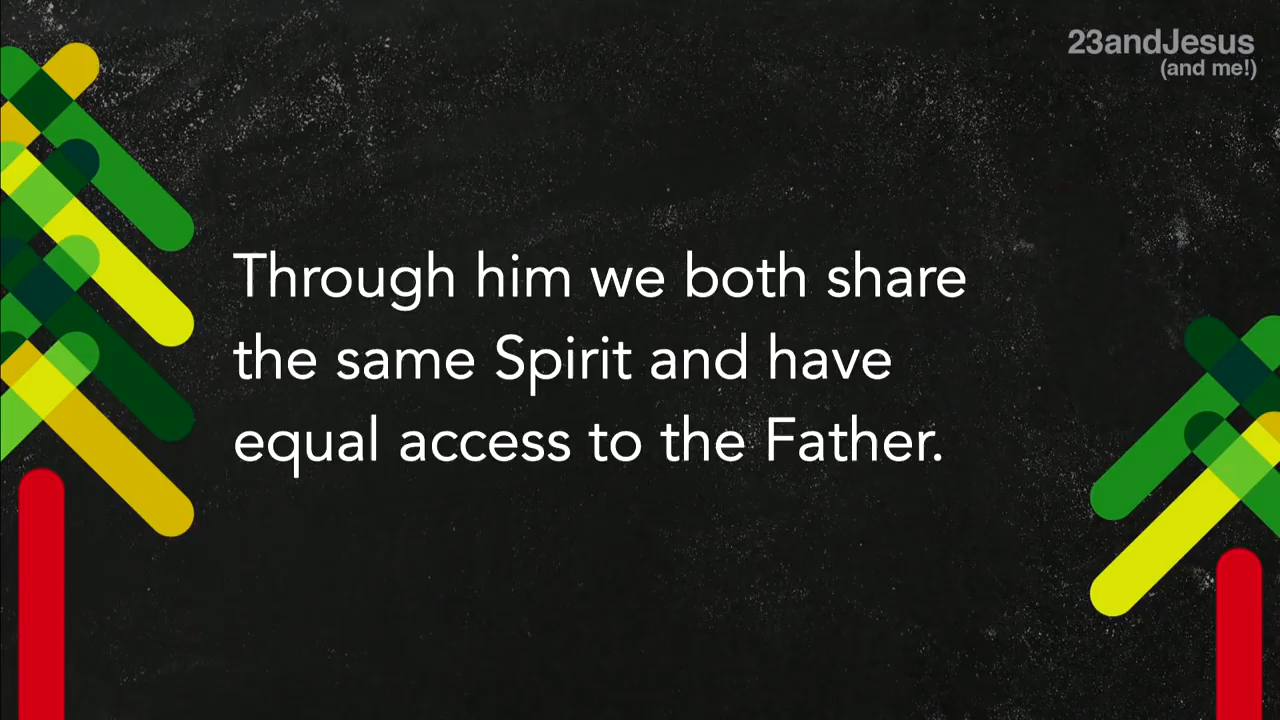 23andJesus
(and me!)
Through him we both share
the same Spirit and have
equal access to the Father.